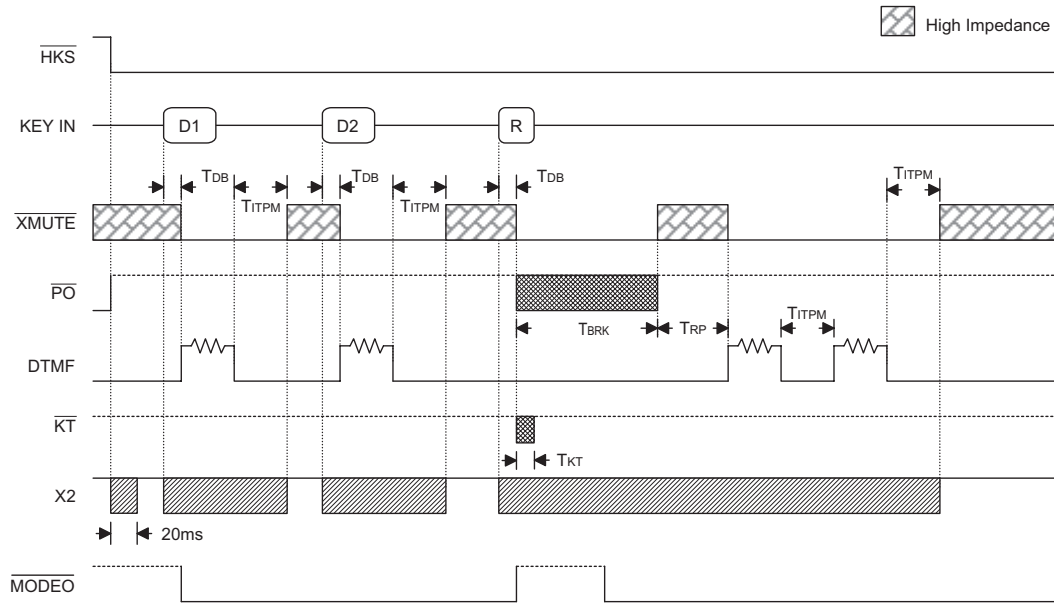 High Impedance
HKS
KEY IN
D1
D2
R
TDB
TDB
TDB
TITPM
TITPM
TITPM
XMUTE
PO
TBRK
TRP
TITPM
DTMF
KT
TKT
X2
20ms
MODEO